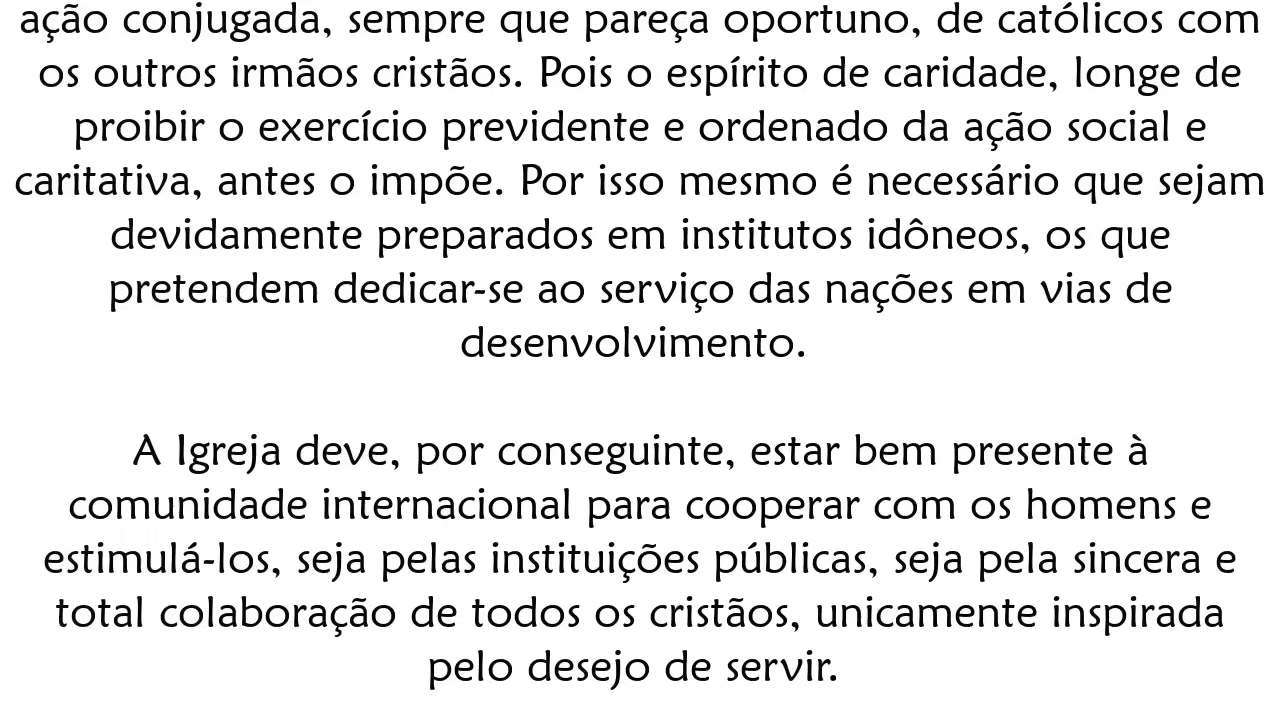 ação conjugada, sempre que pareça oportuno, de católicos com
os outros irmãos cristãos. Pois o espírito de caridade, longe de
proibir o exercício previdente e ordenado da ação social e
caritativa, antes o impõe. Por isso mesmo é necessário que sejam
devidamente preparados em institutos idôneos, os que
pretendem dedicar-se ao serviço das nações em vias de
desenvolvimento.
A Igreja deve, por conseguinte, estar bem presente à
comunidade internacional para cooperar com os homens e
estimulá-los, seja pelas instituições públicas, seja pela sincera e
total colaboração de todos os cristãos, unicamente inspirada
pelo desejo de servir.